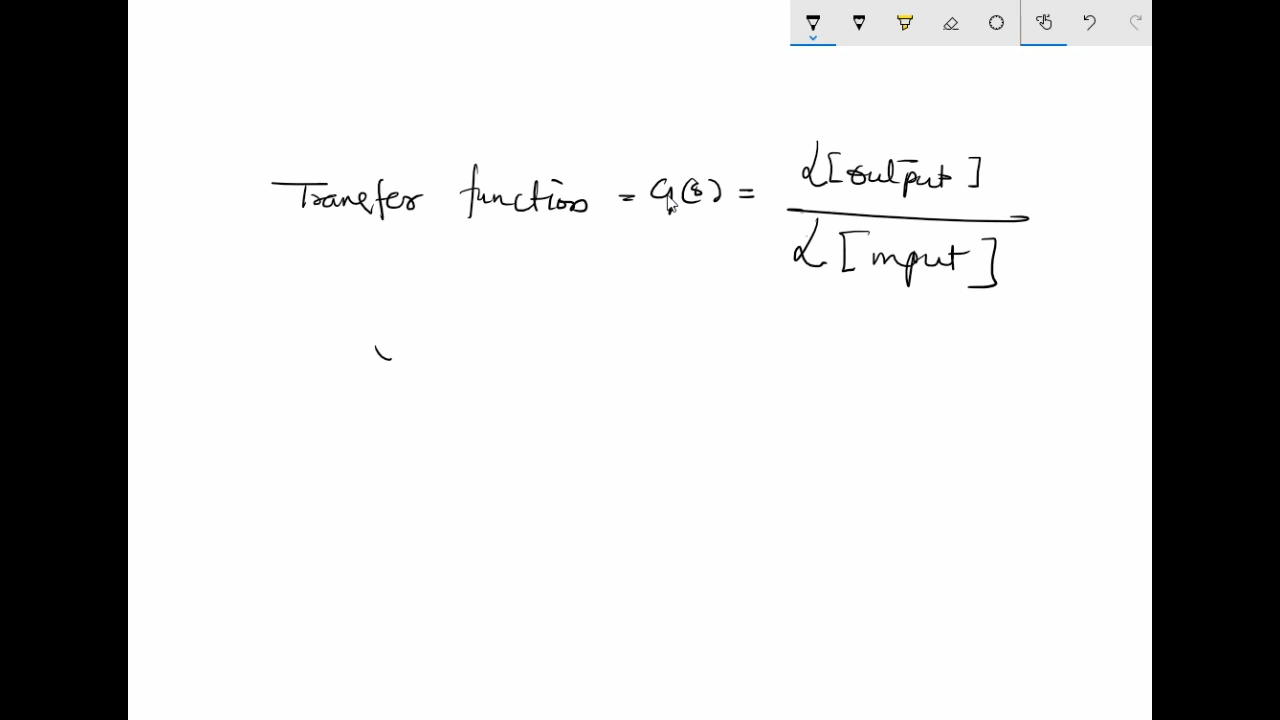 Transfer function = G(s) = ℒ[output] / ℒ[input]